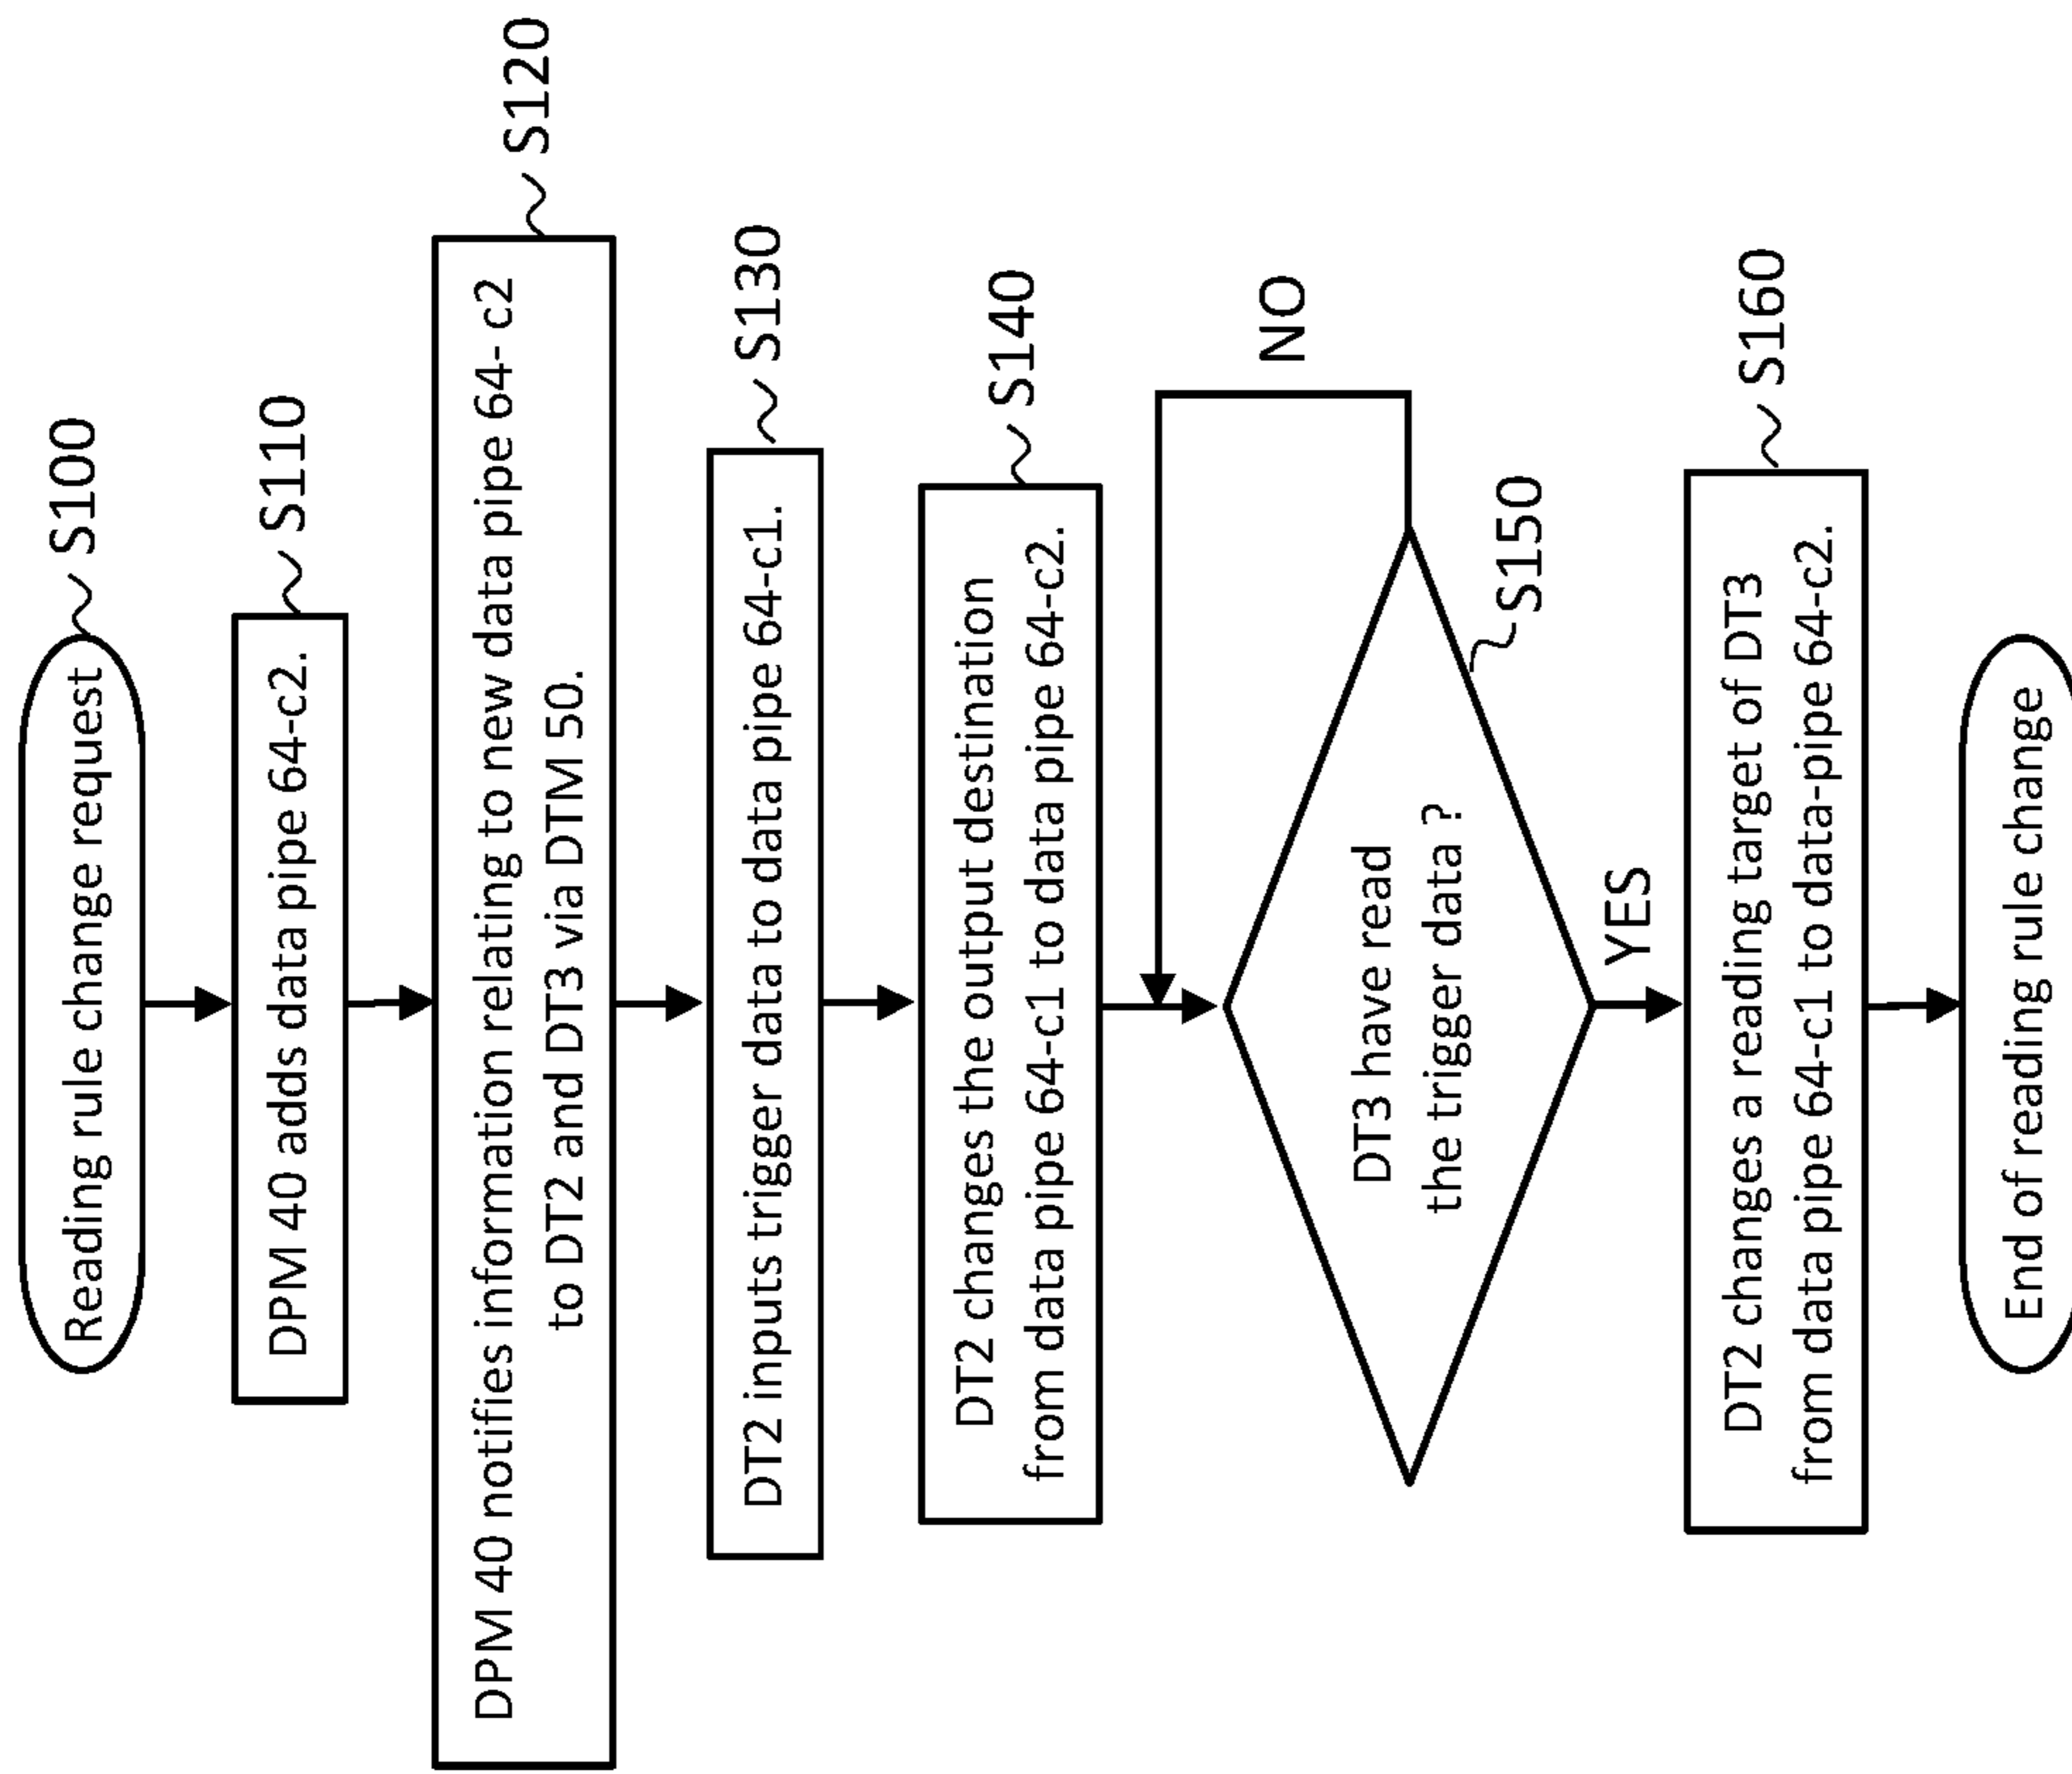 Reading rule change request
S100
DPM 40 adds data pipe 64-c2.
S110
DPM 40 notifies information relating to new data pipe 64- c2
to DT2 and DT3 via DTM 50.
S120
DT2 inputs trigger data to data pipe 64-c1.
S130
DT2 changes the output destination
from data pipe 64-c1 to data pipe 64-c2.
S140
DT3 have read
the trigger data ?
S150
NO
YES
DT2 changes a reading target of DT3
from data pipe 64-c1 to data-pipe 64-c2.
S160
End of reading rule change